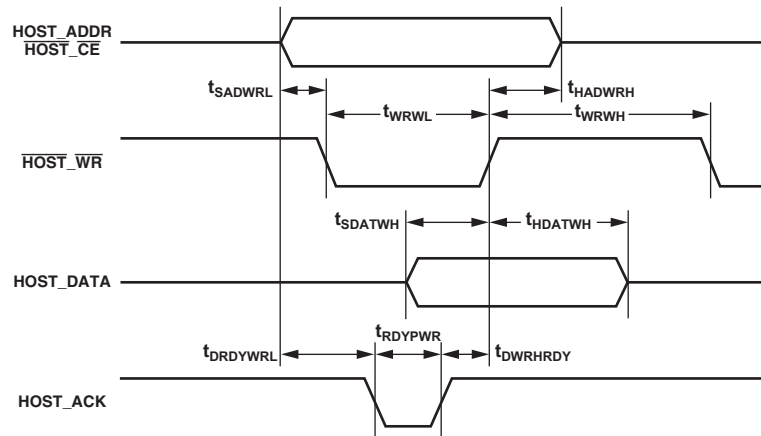 HOST_ADDR
HOST_CE
tSADWRL
tHADWRH
tWRWL
tWRWH
HOST_WR
tSDATWH
tHDATWH
HOST_DATA
tRDYPWR
tDRDYWRL
tDWRHRDY
HOST_ACK